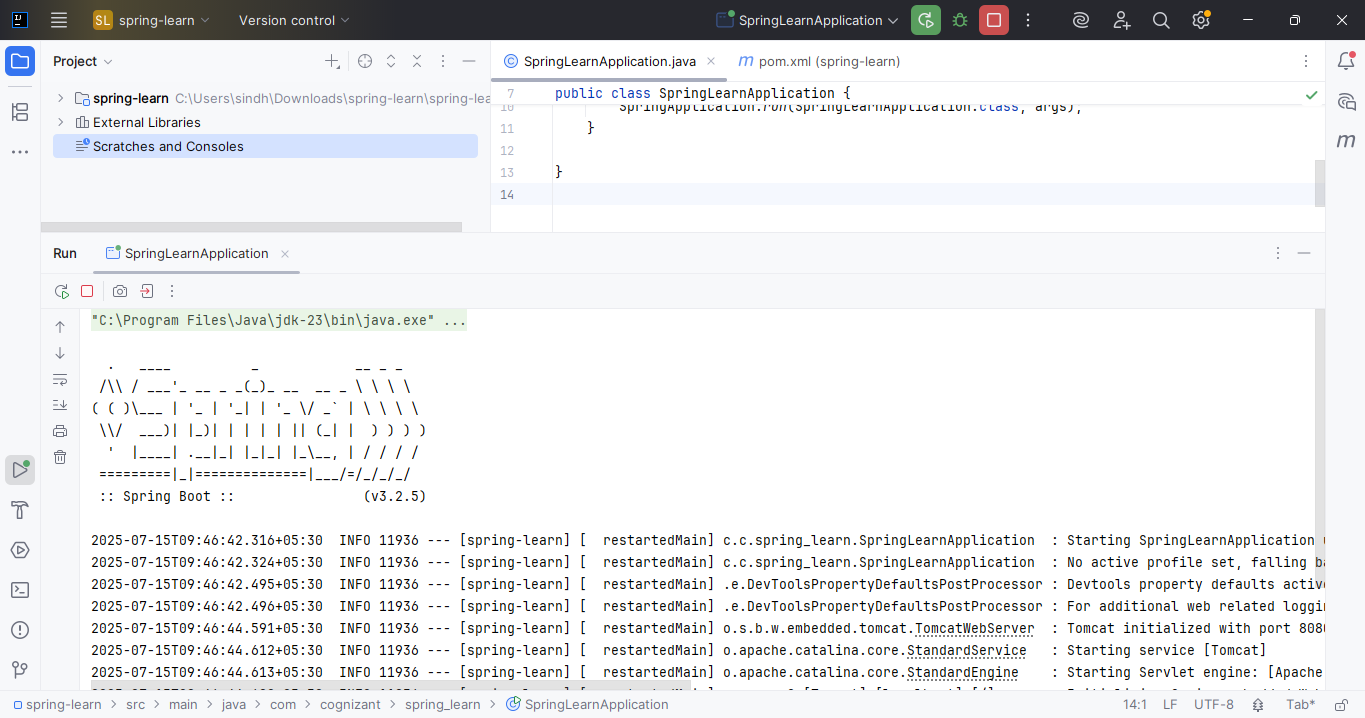 SL spring-learn Version control SpringLearnApplication
Project
SpringLearnApplication.java
pom.xml (spring-learn)
spring-learn C:\Users\sindh\Downloads\spring-learn\spring-lea
External Libraries
Scratches and Consoles
7 public class SpringLearnApplication {
10 SpringApplication.run(SpringLearnApplication.class, args);
11 }
12
13 }
14
Run SpringLearnApplication
"C:\Program Files\Java\jdk-23\bin\java.exe" ...
  .   ____          _            __ _ _
 /\\ / ___'_ __ _ _(_)_ __  __ _ \ \ \ \
( ( )\___ | '_ | '_| | '_ \/ _` | \ \ \ \
 \\/  ___)| |_)| | | | | || (_| |  ) ) ) )
  '  |____| .__|_| |_|_| |_\__, | / / / /
 =========|_|==============|___/=/_/_/_/
 :: Spring Boot ::                (v3.2.5)
2025-07-15T09:46:42.316+05:30  INFO 11936 --- [spring-learn] [  restartedMain] c.c.spring_learn.SpringLearnApplication  : Starting SpringLearnApplication
2025-07-15T09:46:42.324+05:30  INFO 11936 --- [spring-learn] [  restartedMain] c.c.spring_learn.SpringLearnApplication  : No active profile set, falling ba
2025-07-15T09:46:42.495+05:30  INFO 11936 --- [spring-learn] [  restartedMain] .e.DevToolsPropertyDefaultsPostProcessor : Devtools property defaults active
2025-07-15T09:46:42.496+05:30  INFO 11936 --- [spring-learn] [  restartedMain] .e.DevToolsPropertyDefaultsPostProcessor : For additional web related loggin
2025-07-15T09:46:44.591+05:30  INFO 11936 --- [spring-learn] [  restartedMain] o.s.b.w.embedded.tomcat.TomcatWebServer  : Tomcat initialized with port 8080
2025-07-15T09:46:44.612+05:30  INFO 11936 --- [spring-learn] [  restartedMain] o.apache.catalina.core.StandardService   : Starting service [Tomcat]
2025-07-15T09:46:44.613+05:30  INFO 11936 --- [spring-learn] [  restartedMain] o.apache.catalina.core.StandardEngine    : Starting Servlet engine: [Apache
spring-learn > src > main > java > com > cognizant > spring_learn > SpringLearnApplication 14:1 LF UTF-8 Tab*